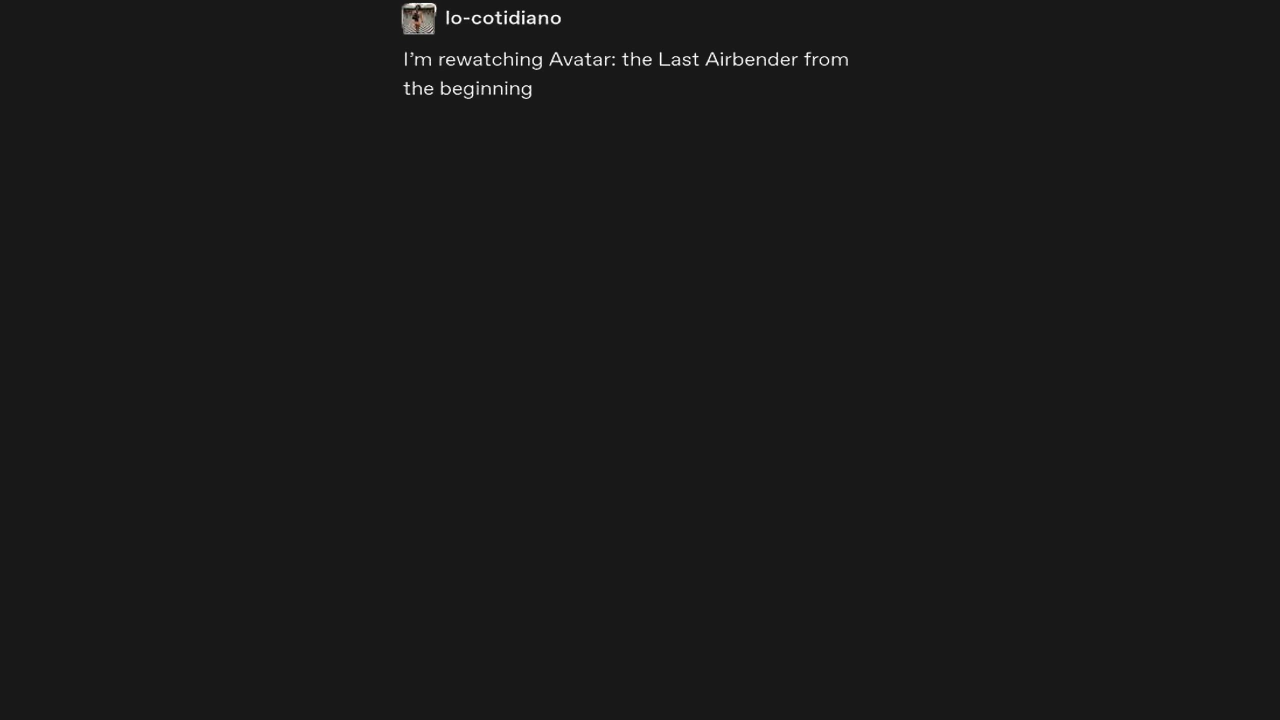 lo-cotidiano
I’m rewatching Avatar: the Last Airbender from
the beginning